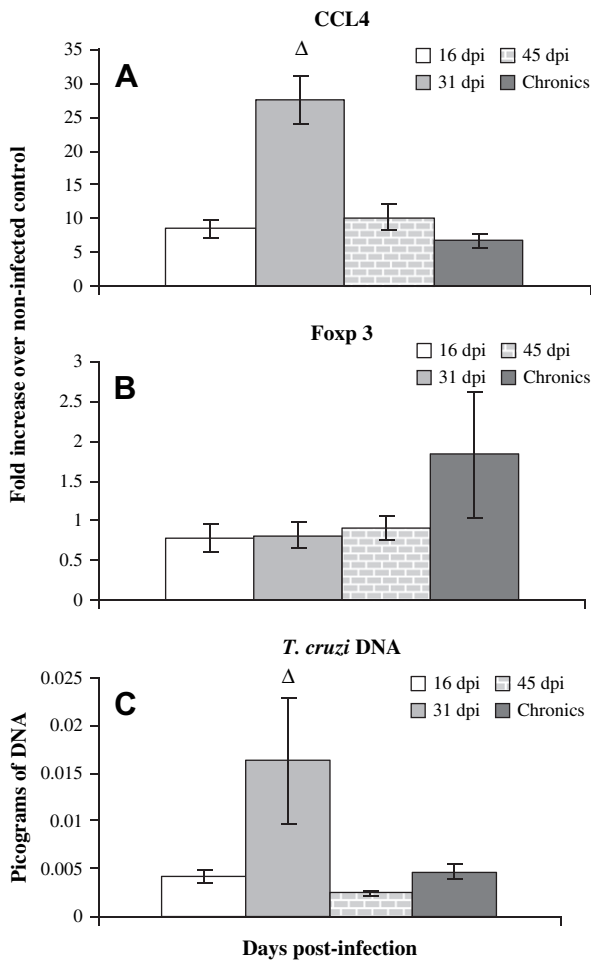 CCL4
A
Δ
16 dpi 45 dpi
31 dpi Chronics
35
30
25
20
15
10
5
0
Fold increase over non-infected control
Foxp 3
B
16 dpi 45 dpi
31 dpi Chronics
3
2.5
2
1.5
1
0.5
0
T. cruzi DNA
C
Δ
16 dpi 45 dpi
31 dpi Chronics
0.025
0.02
0.015
0.01
0.005
0
Picograms of DNA
Days post-infection